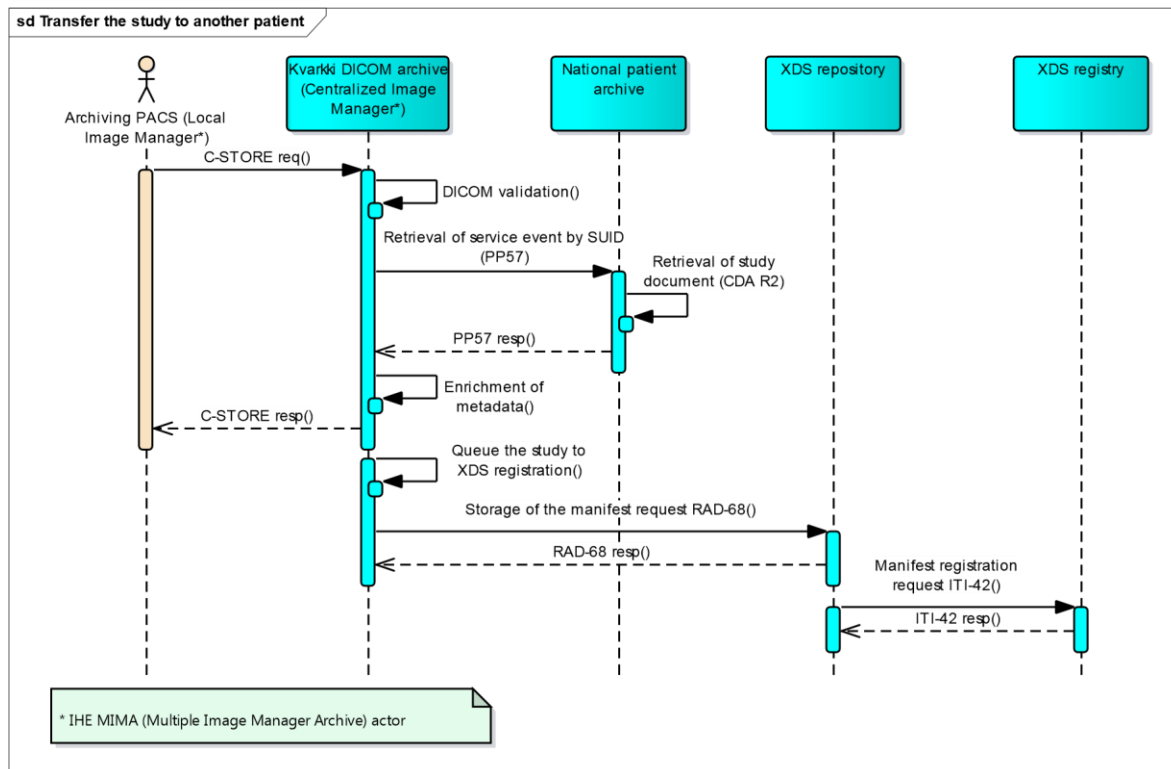 sd Transfer the study to another patient
Archiving PACS (Local
Image Manager*)
Kvarkki DICOM archive
(Centralized Image
Manager*)
National patient
archive
XDS repository
XDS registry
C-STORE req()
DICOM validation()
Retrieval of service event by SUID
(PP57)
Retrieval of study
document (CDA R2)
PP57 resp()
Enrichment of
metadata()
C-STORE resp()
Queue the study to
XDS registration()
Storage of the manifest request RAD-68()
RAD-68 resp()
Manifest registration
request ITI-42()
ITI-42 resp()
* IHE MIMA (Multiple Image Manager Archive) actor